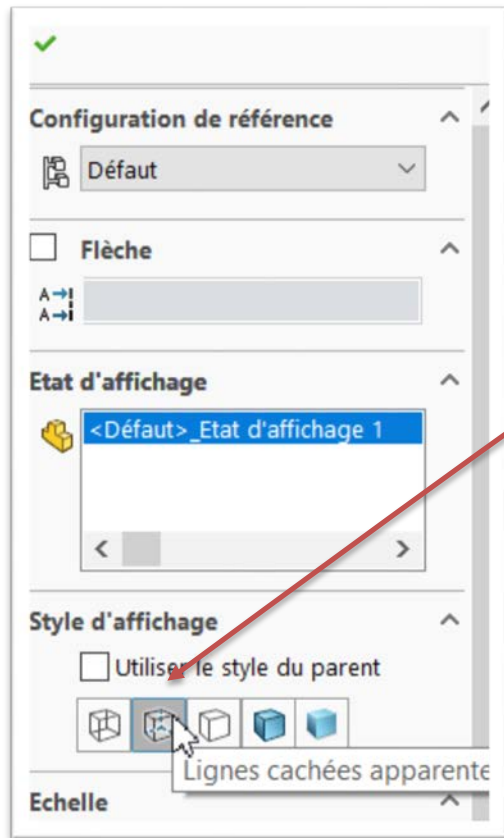 Configuration de référence
Défaut
Flèche
A
A
Etat d'affichage
<Défaut>_Etat d'affichage 1
Style d'affichage
Utiliser le style du parent
Lignes cachées apparente
Echelle